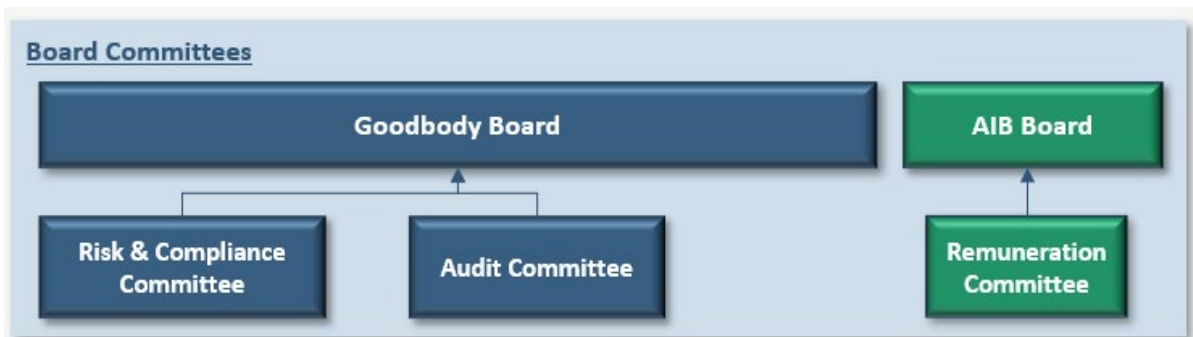 Board Committees
Goodbody Board
AIB Board
Risk & Compliance
Committee
Audit Committee
Remuneration
Committee